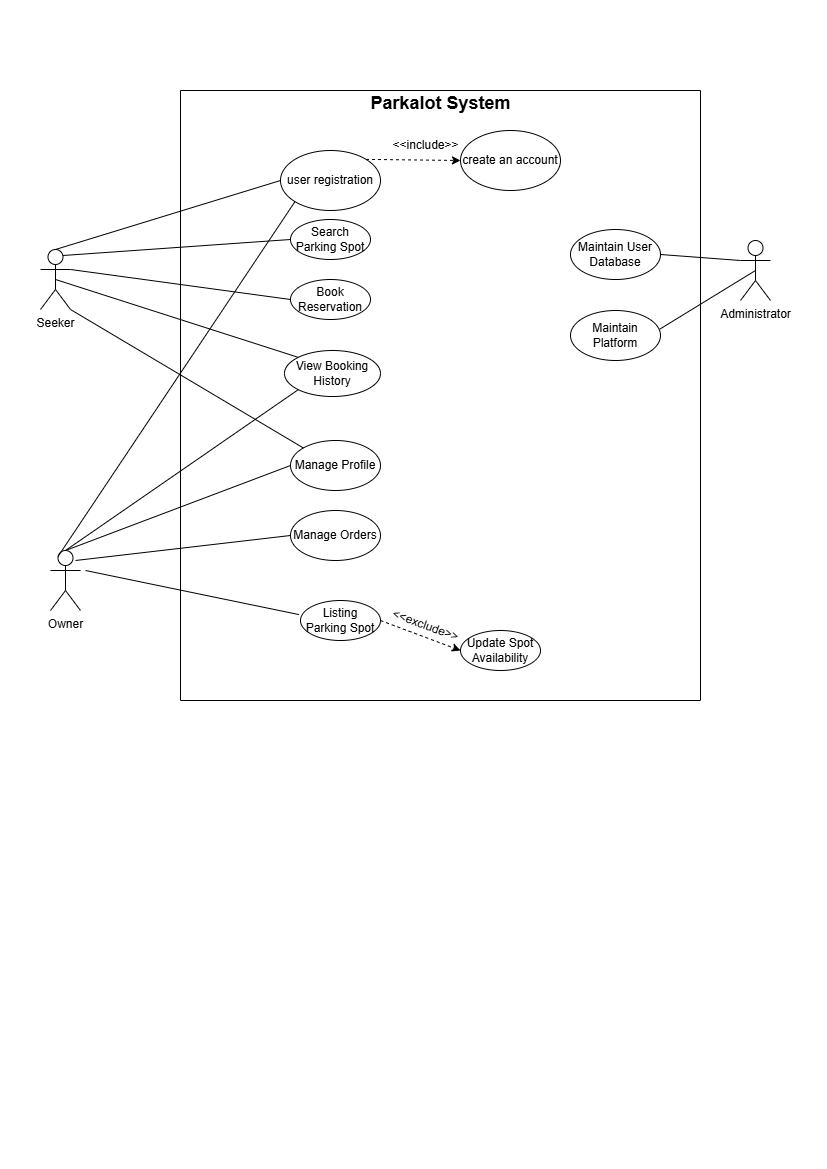 Parkalot System
<<include>>
create an account
user registration
Search
Parking Spot
Maintain User
Database
Book
Reservation
Seeker
Administrator
Maintain
Platform
View Booking
History
Manage Profile
Manage Orders
Listing
Parking Spot
<<exclude>>
Owner
Update Spot
Availability